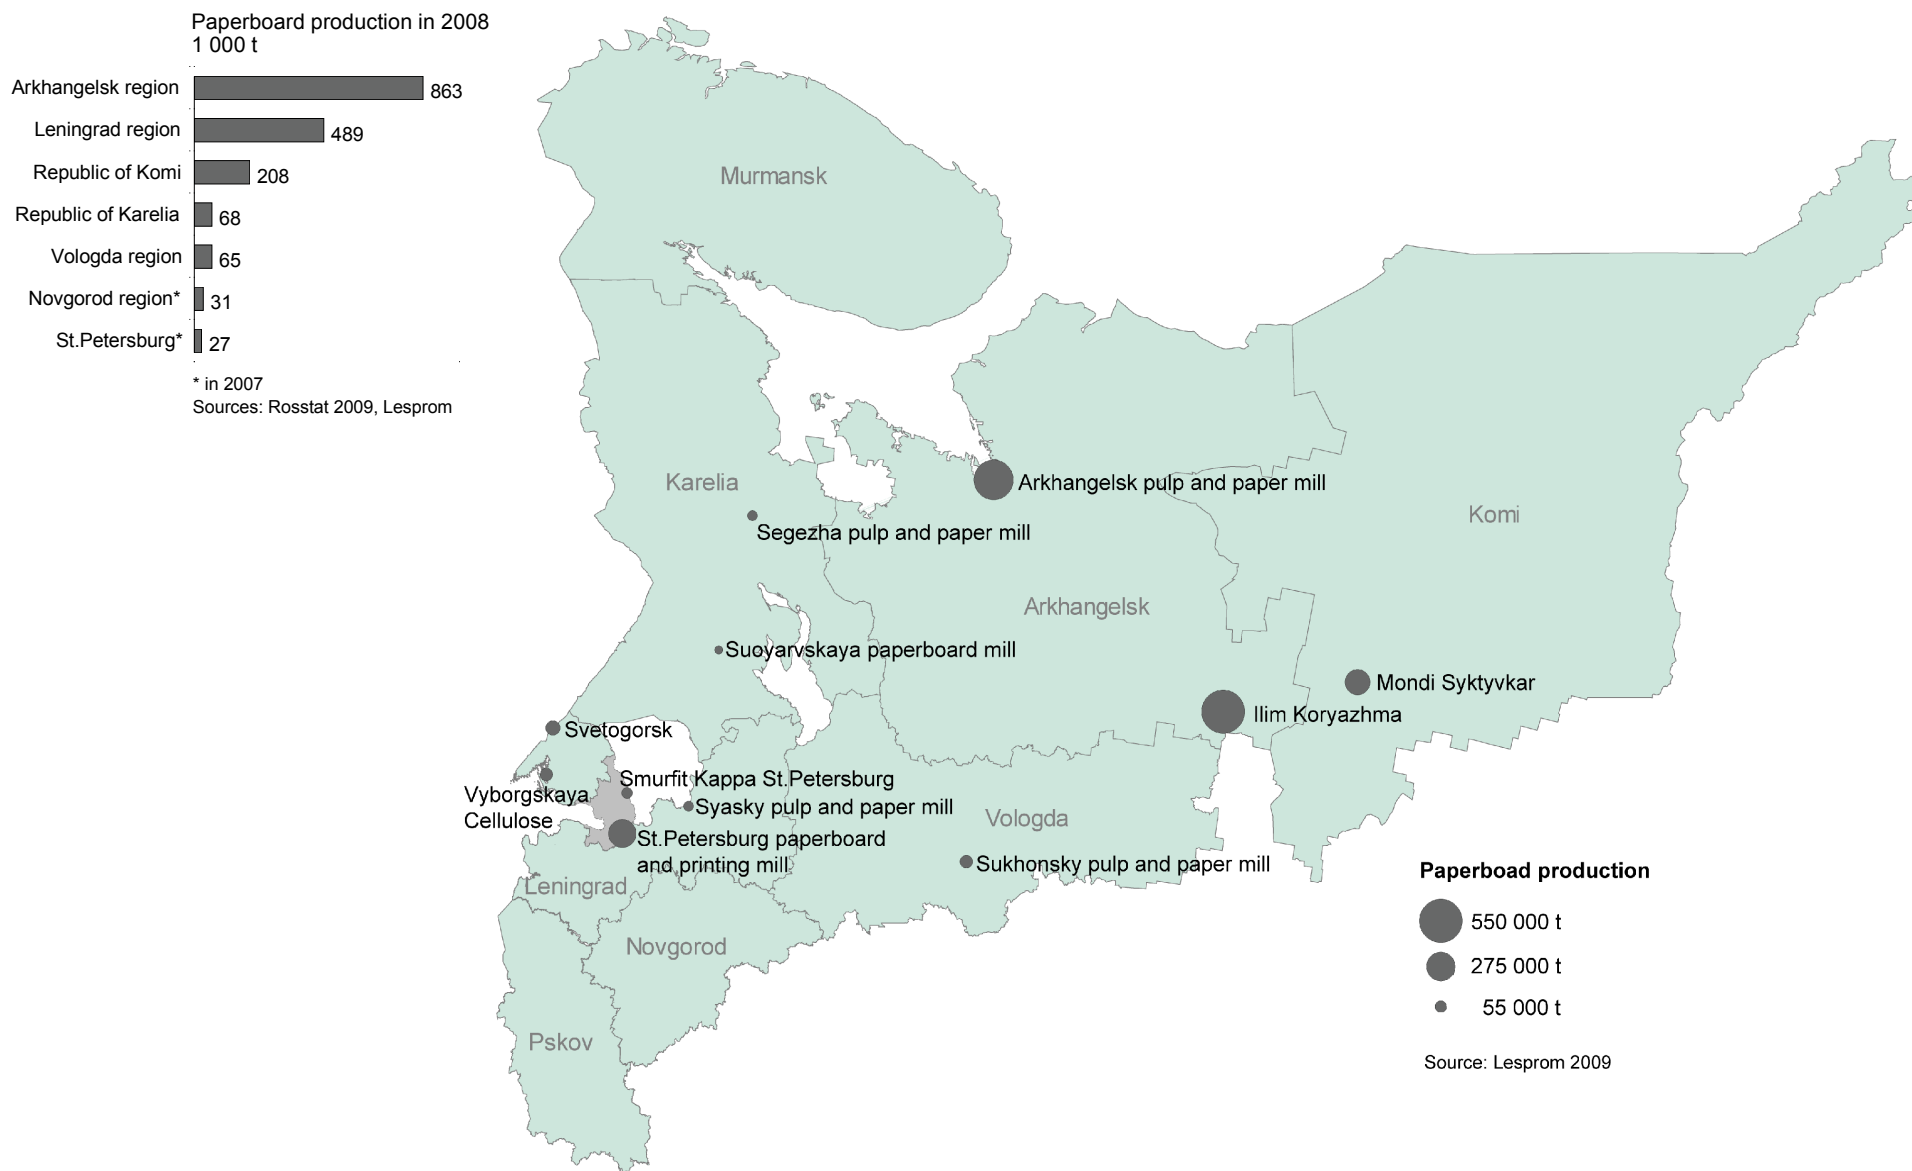 Paperboard production in 2008
1 000 t
Arkhangelsk region 863
Leningrad region 489
Republic of Komi 208
Republic of Karelia 68
Vologda region 65
Novgorod region* 31
St.Petersburg* 27
* in 2007
Sources: Rosstat 2009, Lesprom
Murmansk
Karelia
Arkhangelsk pulp and paper mill
Segezha pulp and paper mill
Komi
Arkhangelsk
Suoyarvskaya paperboard mill
Mondi Syktyvkar
Ilim Koryazhma
Svetogorsk
Smurfit Kappa St.Petersburg
Vyborgskaya
Cellulose
Syasky pulp and paper mill
St.Petersburg paperboard
and printing mill
Vologda
Sukhonsky pulp and paper mill
Leningrad
Novgorod
Pskov
Paperboad production
550 000 t
275 000 t
55 000 t
Source: Lesprom 2009